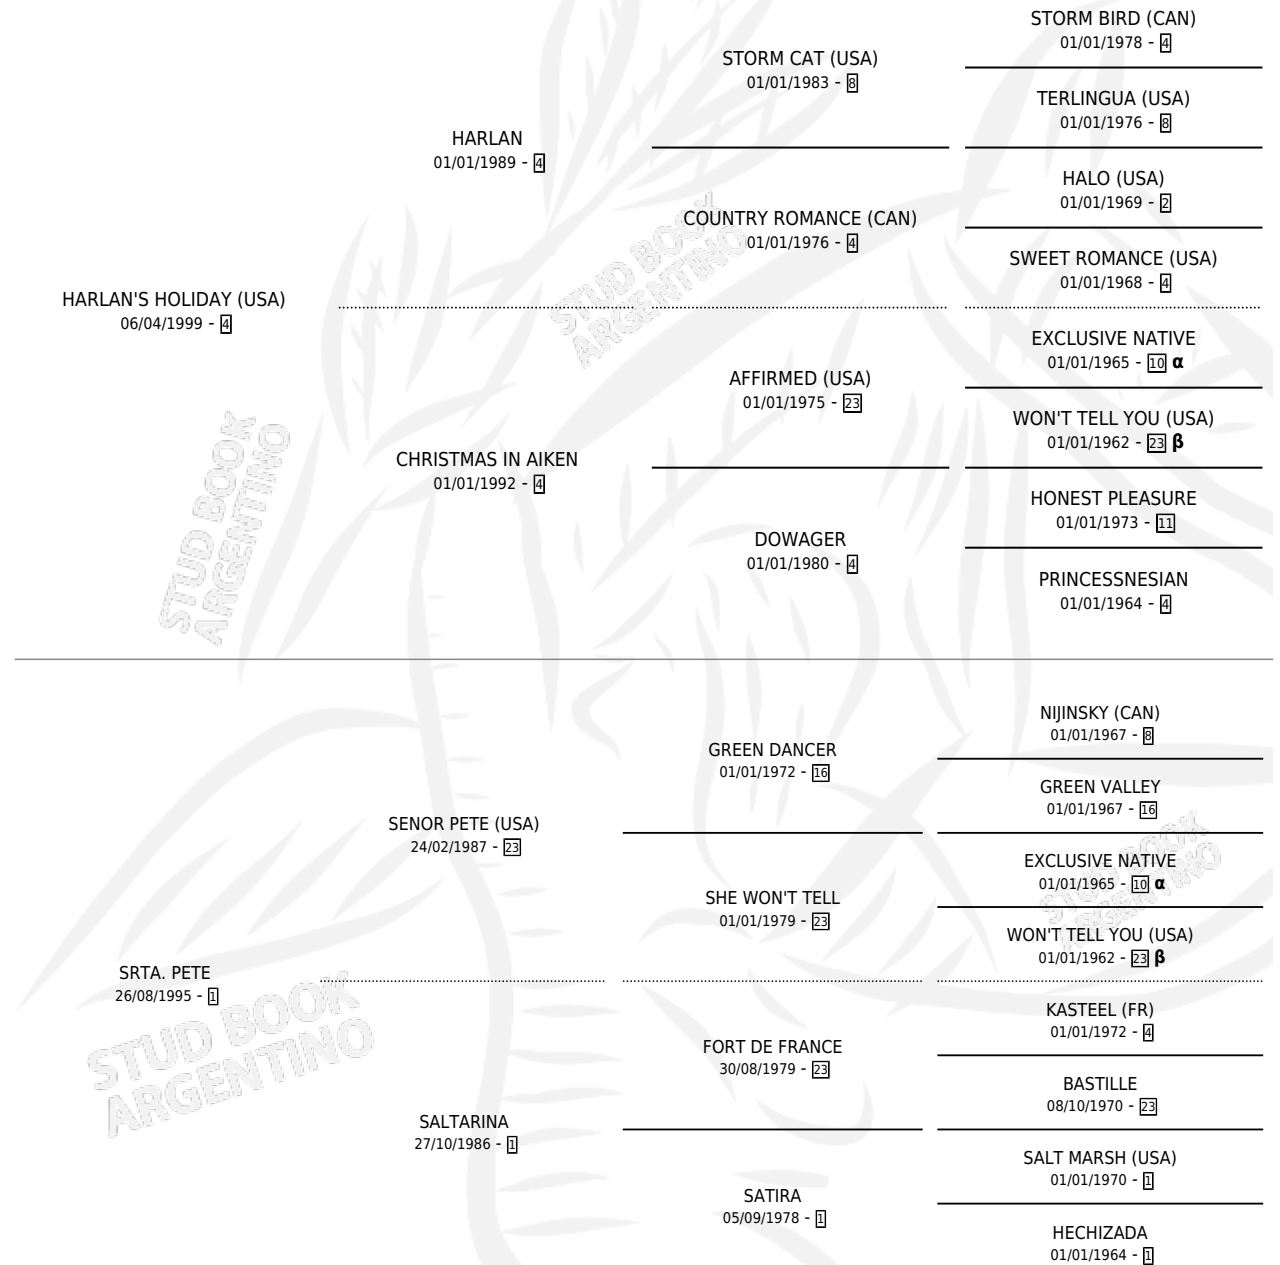 STORM BIRD (CAN)
01/01/1978 - 4
STORM CAT (USA)
01/01/1983 - 8
TERLINGUA (USA)
01/01/1976 - 8
HARLAN
01/01/1989 - 4
HALO (USA)
01/01/1969 - 2
COUNTRY ROMANCE (CAN)
01/01/1976 - 4
SWEET ROMANCE (USA)
01/01/1968 - 4
HARLAN'S HOLIDAY (USA)
06/04/1999 - 4
STUD BOOK
ARGENTINO
EXCLUSIVE NATIVE
01/01/1965 - 10 α
AFFIRMED (USA)
01/01/1975 - 23
WON'T TELL YOU (USA)
01/01/1962 - 23 β
CHRISTMAS IN AIKEN
01/01/1992 - 4
HONEST PLEASURE
01/01/1973 - 11
DOWAGER
01/01/1980 - 4
PRINCESSNESIAN
01/01/1964 - 4
STUD BOOK
ARGENTINO
NIJINSKY (CAN)
01/01/1967 - 8
GREEN DANCER
01/01/1972 - 16
GREEN VALLEY
01/01/1967 - 16
SENOR PETE (USA)
24/02/1987 - 23
EXCLUSIVE NATIVE
01/01/1965 - 10 α
SHE WON'T TELL
01/01/1979 - 23
WON'T TELL YOU (USA)
01/01/1962 - 23 β
STUD BOOK
ARGENTINO
SRTA. PETE
26/08/1995 - 1
KASTEEL (FR)
01/01/1972 - 4
FORT DE FRANCE
30/08/1979 - 23
BASTILLE
08/10/1970 - 23
STUD BOOK
ARGENTINO
SALTARINA
27/10/1986 - 1
SALT MARSH (USA)
01/01/1970 - 1
SATIRA
05/09/1978 - 1
HECHIZADA
01/01/1964 - 1